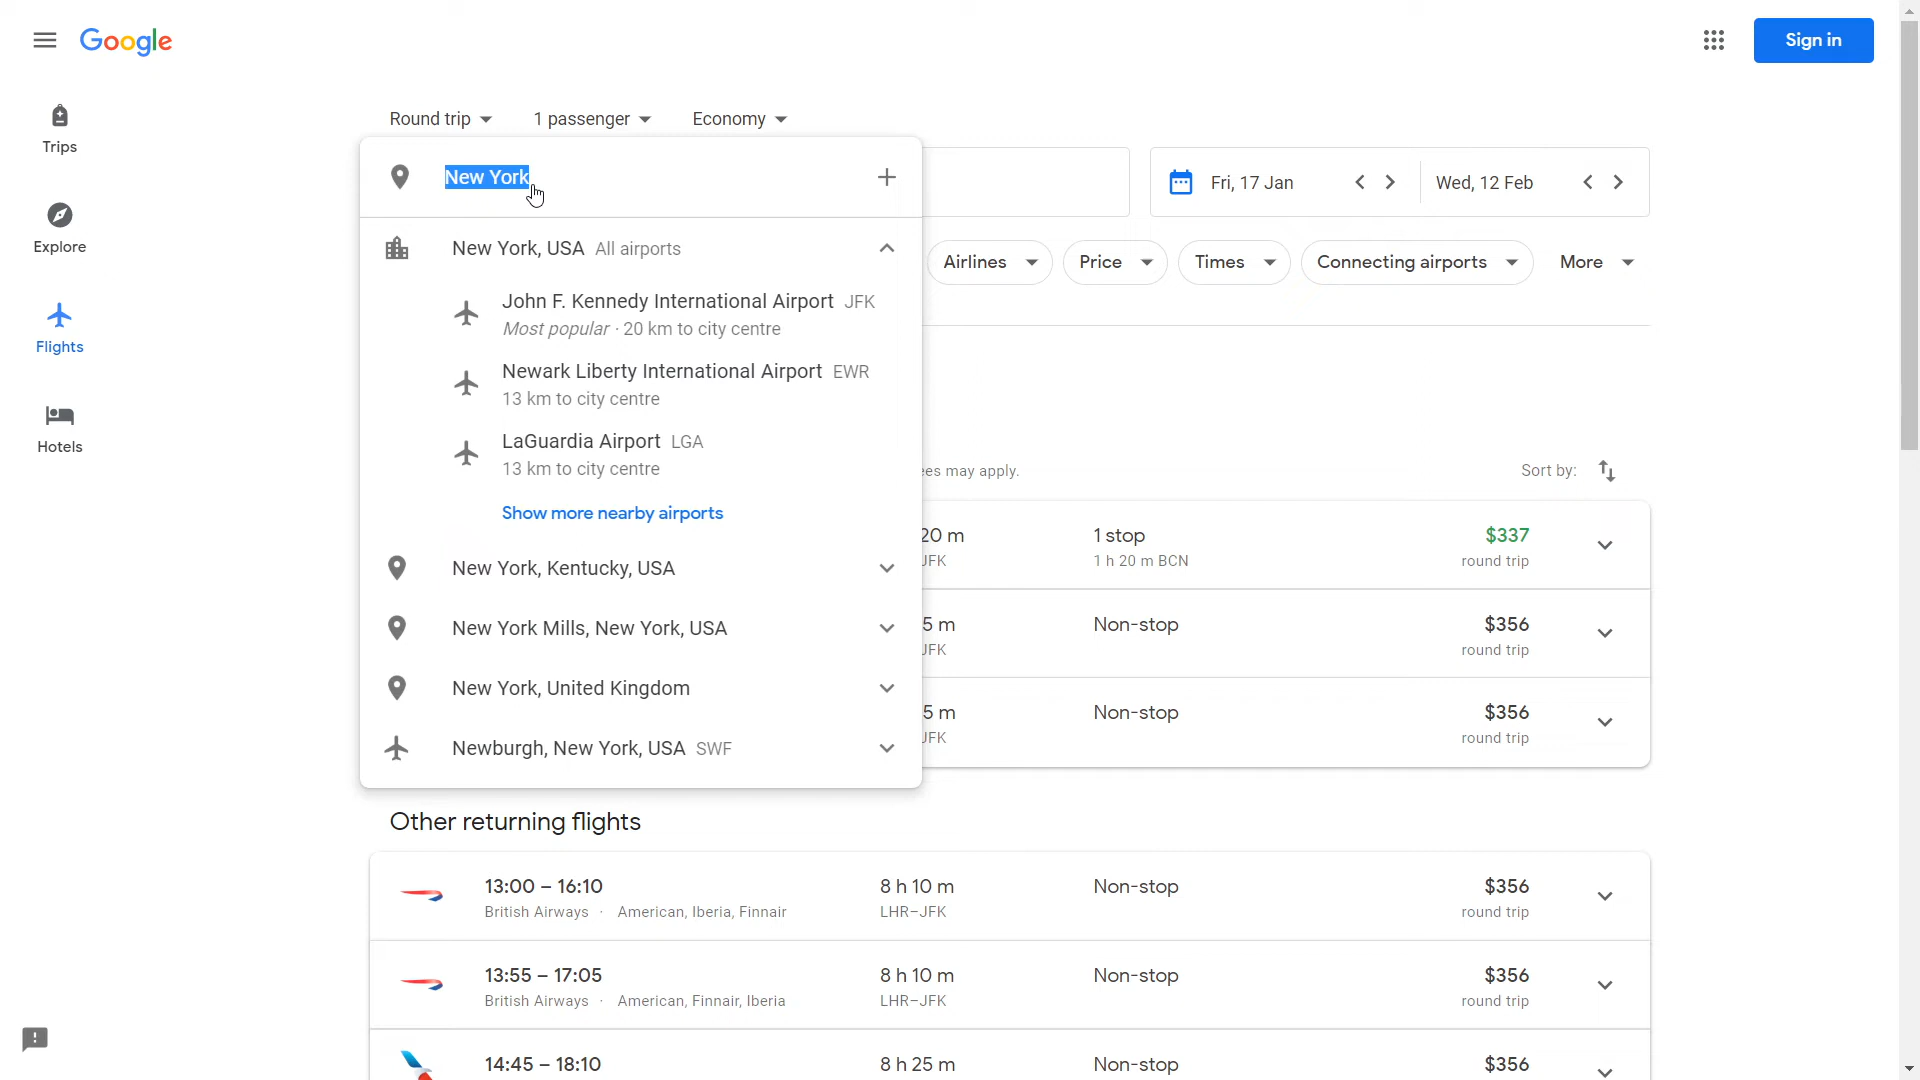 Google
Sign in
Trips
Explore
Flights
Hotels
Round trip
1 passenger
Economy
New York
Fri, 17 Jan
Wed, 12 Feb
New York, USA All airports
John F. Kennedy International Airport JFK
Most popular · 20 km to city centre
Newark Liberty International Airport EWR
13 km to city centre
LaGuardia Airport LGA
13 km to city centre
Show more nearby airports
New York, Kentucky, USA
New York Mills, New York, USA
New York, United Kingdom
Newburgh, New York, USA SWF
Airlines
Price
Times
Connecting airports
More
may apply.
Sort by:
20 m
1 stop
$337
JFK
1 h 20 m BCN
round trip
5 m
Non-stop
$356
JFK
round trip
5 m
Non-stop
$356
JFK
round trip
Other returning flights
13:00 – 16:10
8 h 10 m
Non-stop
$356
British Airways · American, Iberia, Finnair
LHR–JFK
round trip
13:55 – 17:05
8 h 10 m
Non-stop
$356
British Airways · American, Finnair, Iberia
LHR–JFK
round trip
14:45 – 18:10
8 h 25 m
Non-stop
$356